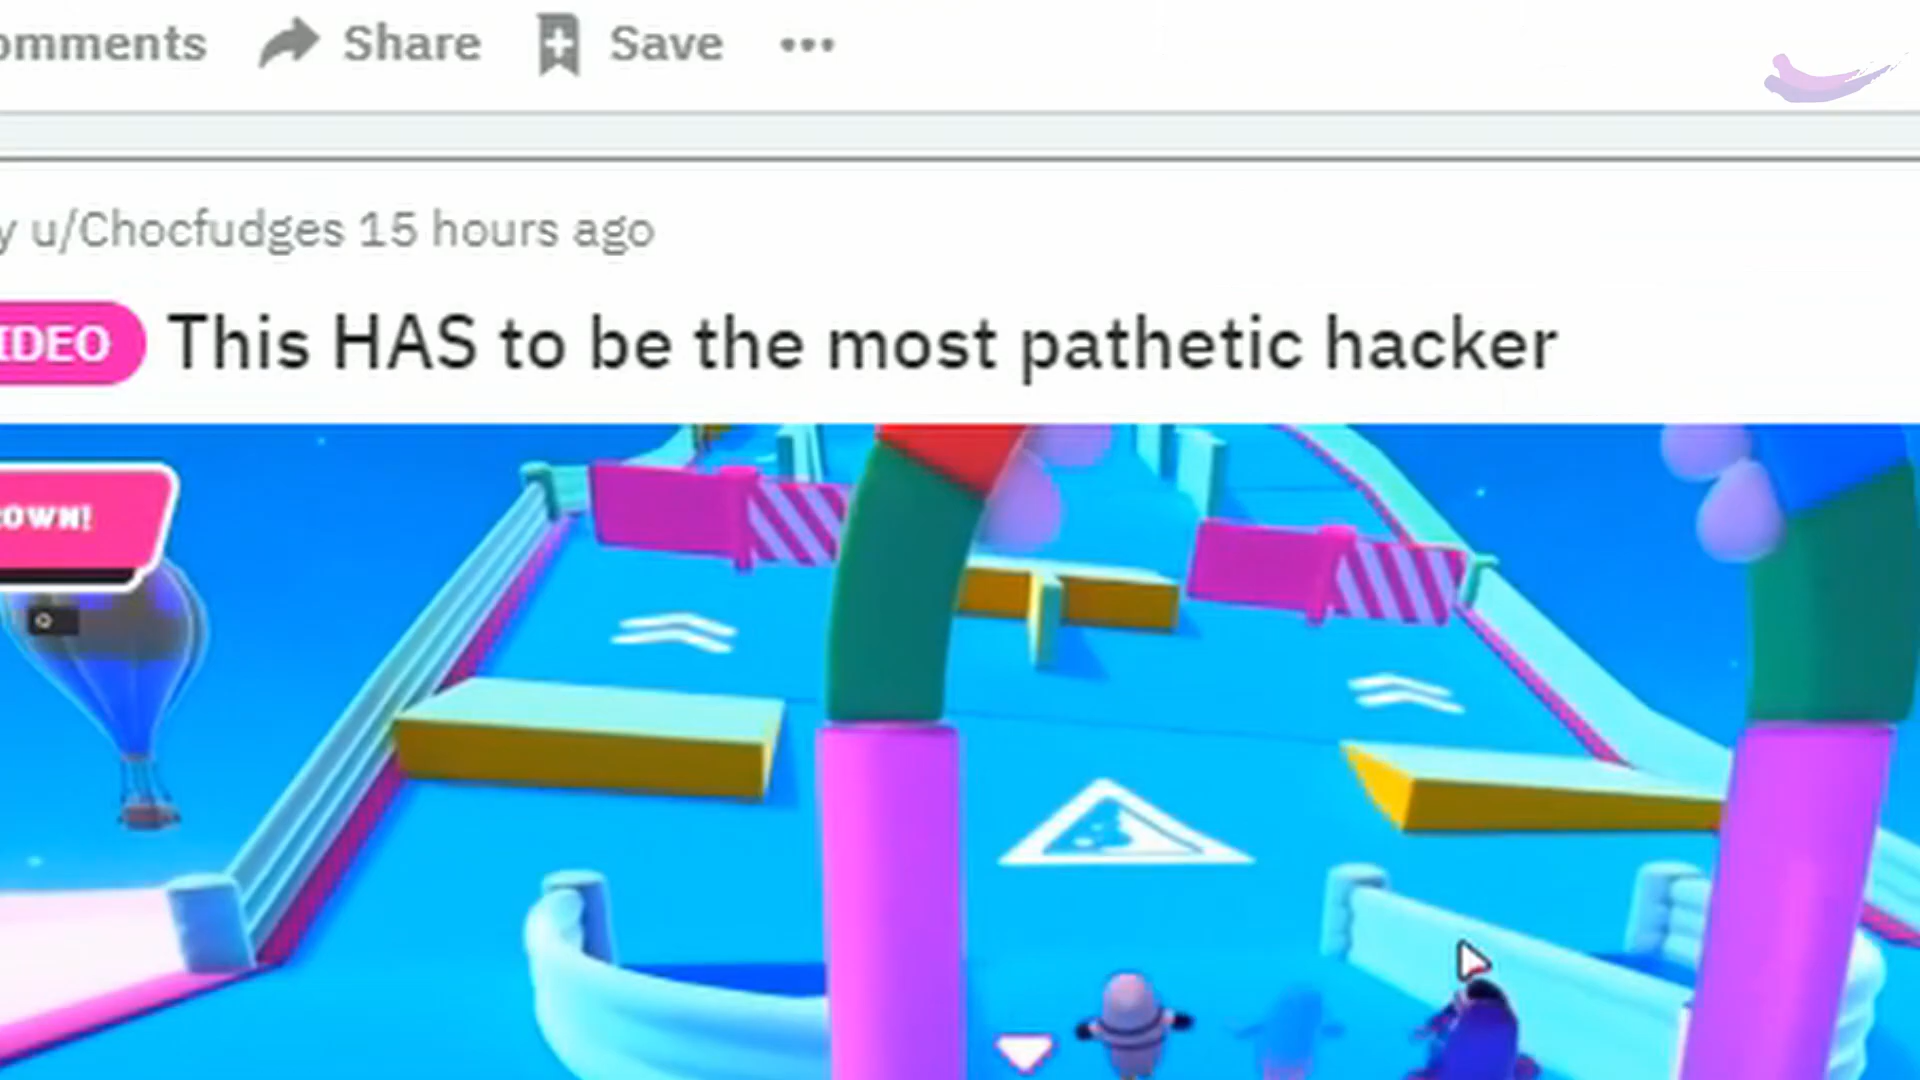 omments Share Save
y u/Chocfudges 15 hours ago
IDEO This HAS to be the most pathetic hacker
OWN!